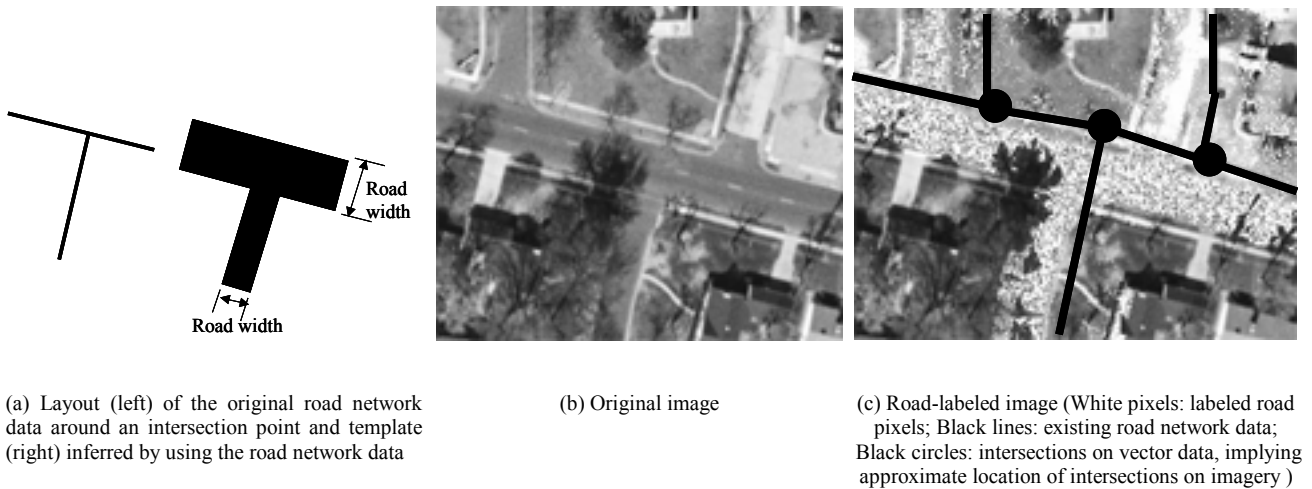 Road
width
Road width
(a) Layout (left) of the original road network
data around an intersection point and template
(right) inferred by using the road network data
(b) Original image
(c) Road-labeled image (White pixels: labeled road
pixels; Black lines: existing road network data;
Black circles: intersections on vector data, implying
approximate location of intersections on imagery )